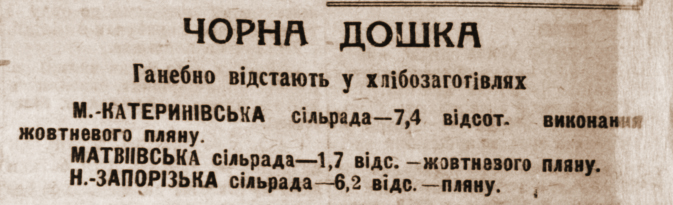 ЧОРНА ДОШКА
Ганебно відстають у хлібозаготівлях
М.-КАТЕРИНІВСЬКА сільрада—7,4 відсот. виконання
жовтневого пляну.
МАТВІІВСЬКА сільрада—1,7 відс. —жовтневого пляну.
Н.-ЗАПОРІЗЬКА сільрада—6,2 відс. —пляну.